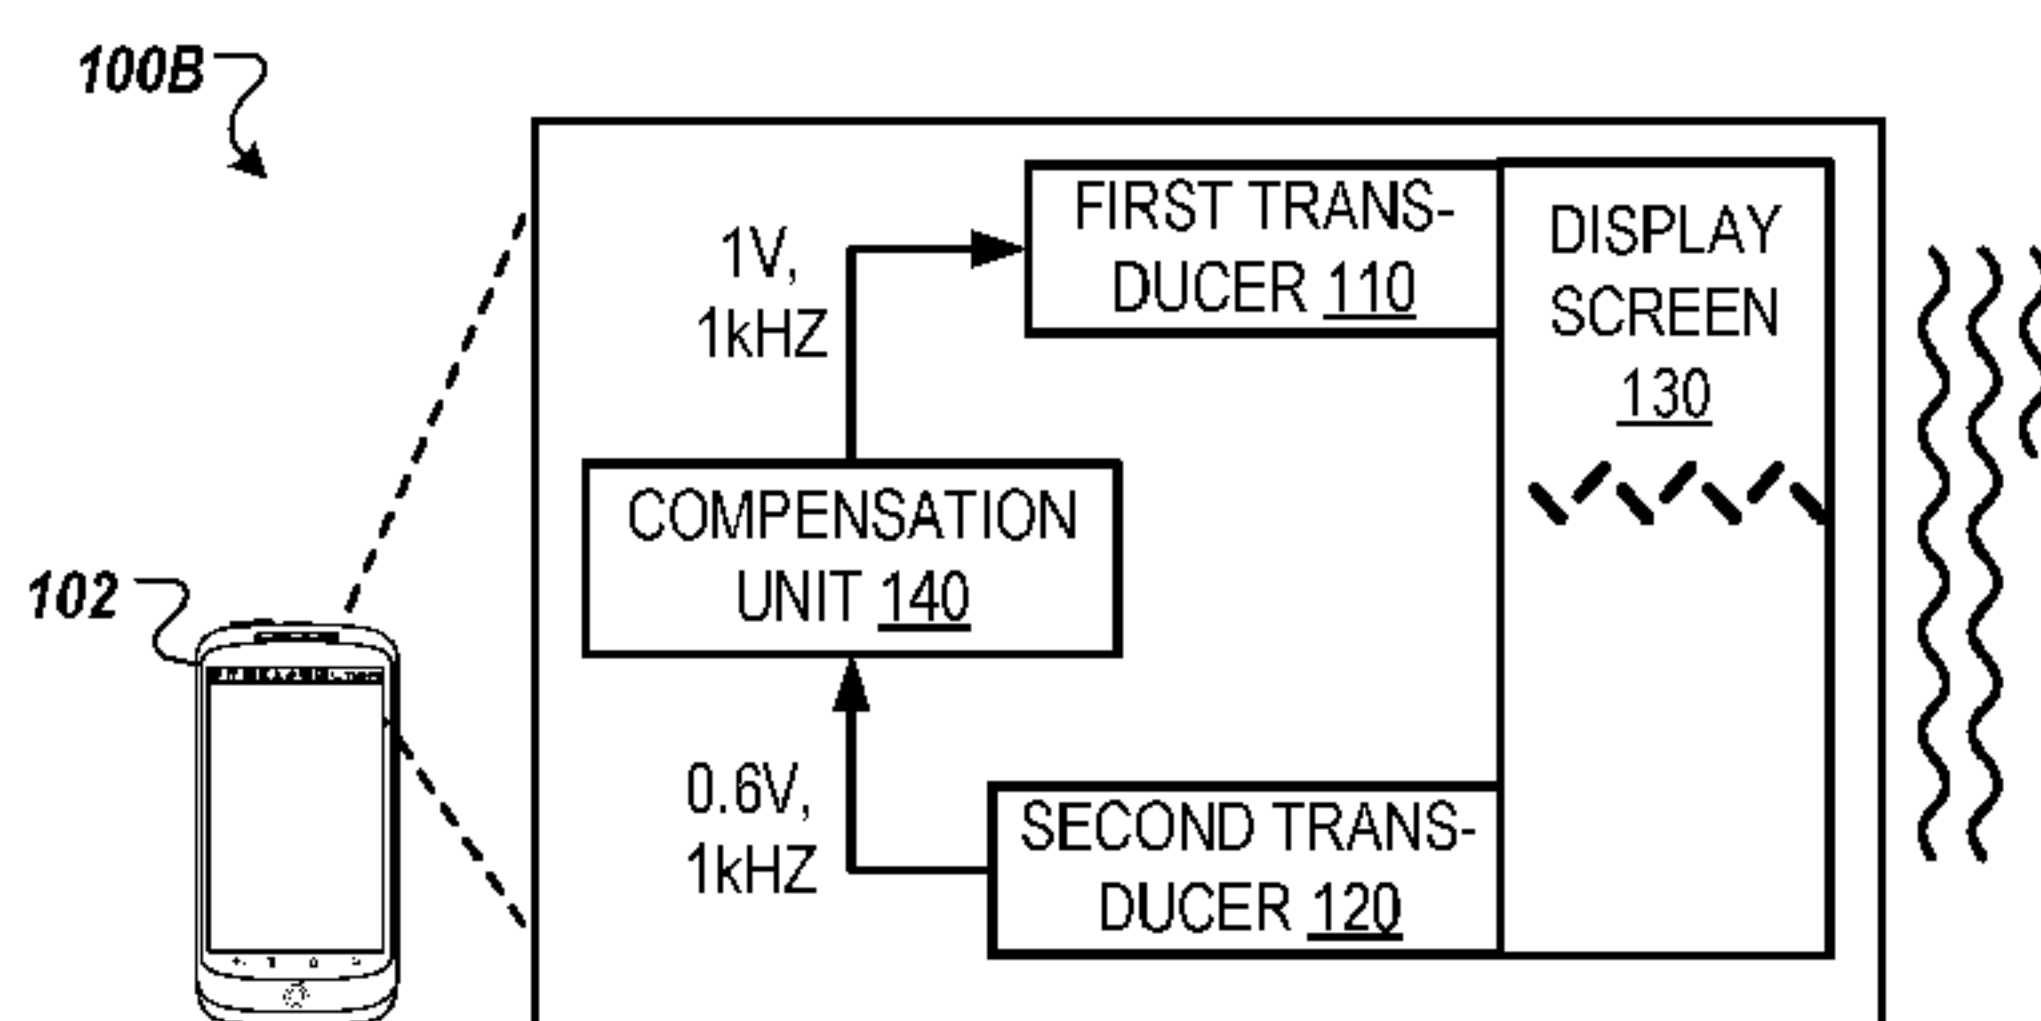 100B
FIRST TRANS-
DUCER 110
DISPLAY
SCREEN
130
1V,
1kHZ
COMPENSATION
UNIT 140
102
0.6V,
1kHZ
SECOND TRANS-
DUCER 120